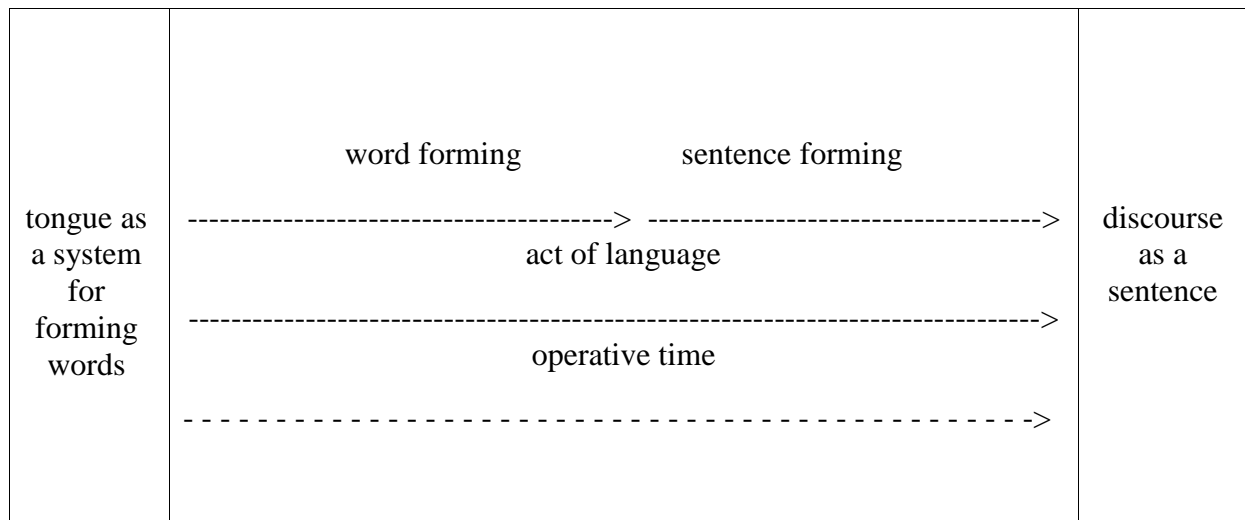 word forming sentence forming
tongue as
a system
for
forming
words
----------------------------------------> ------------------------------------->
act of language
--------------------------------------------------------------------------------->
operative time
- - - - - - - - - - - - - - - - - - - - - - - - - - - - - - - - - - - - - - - - - - - - ->
discourse
as a
sentence